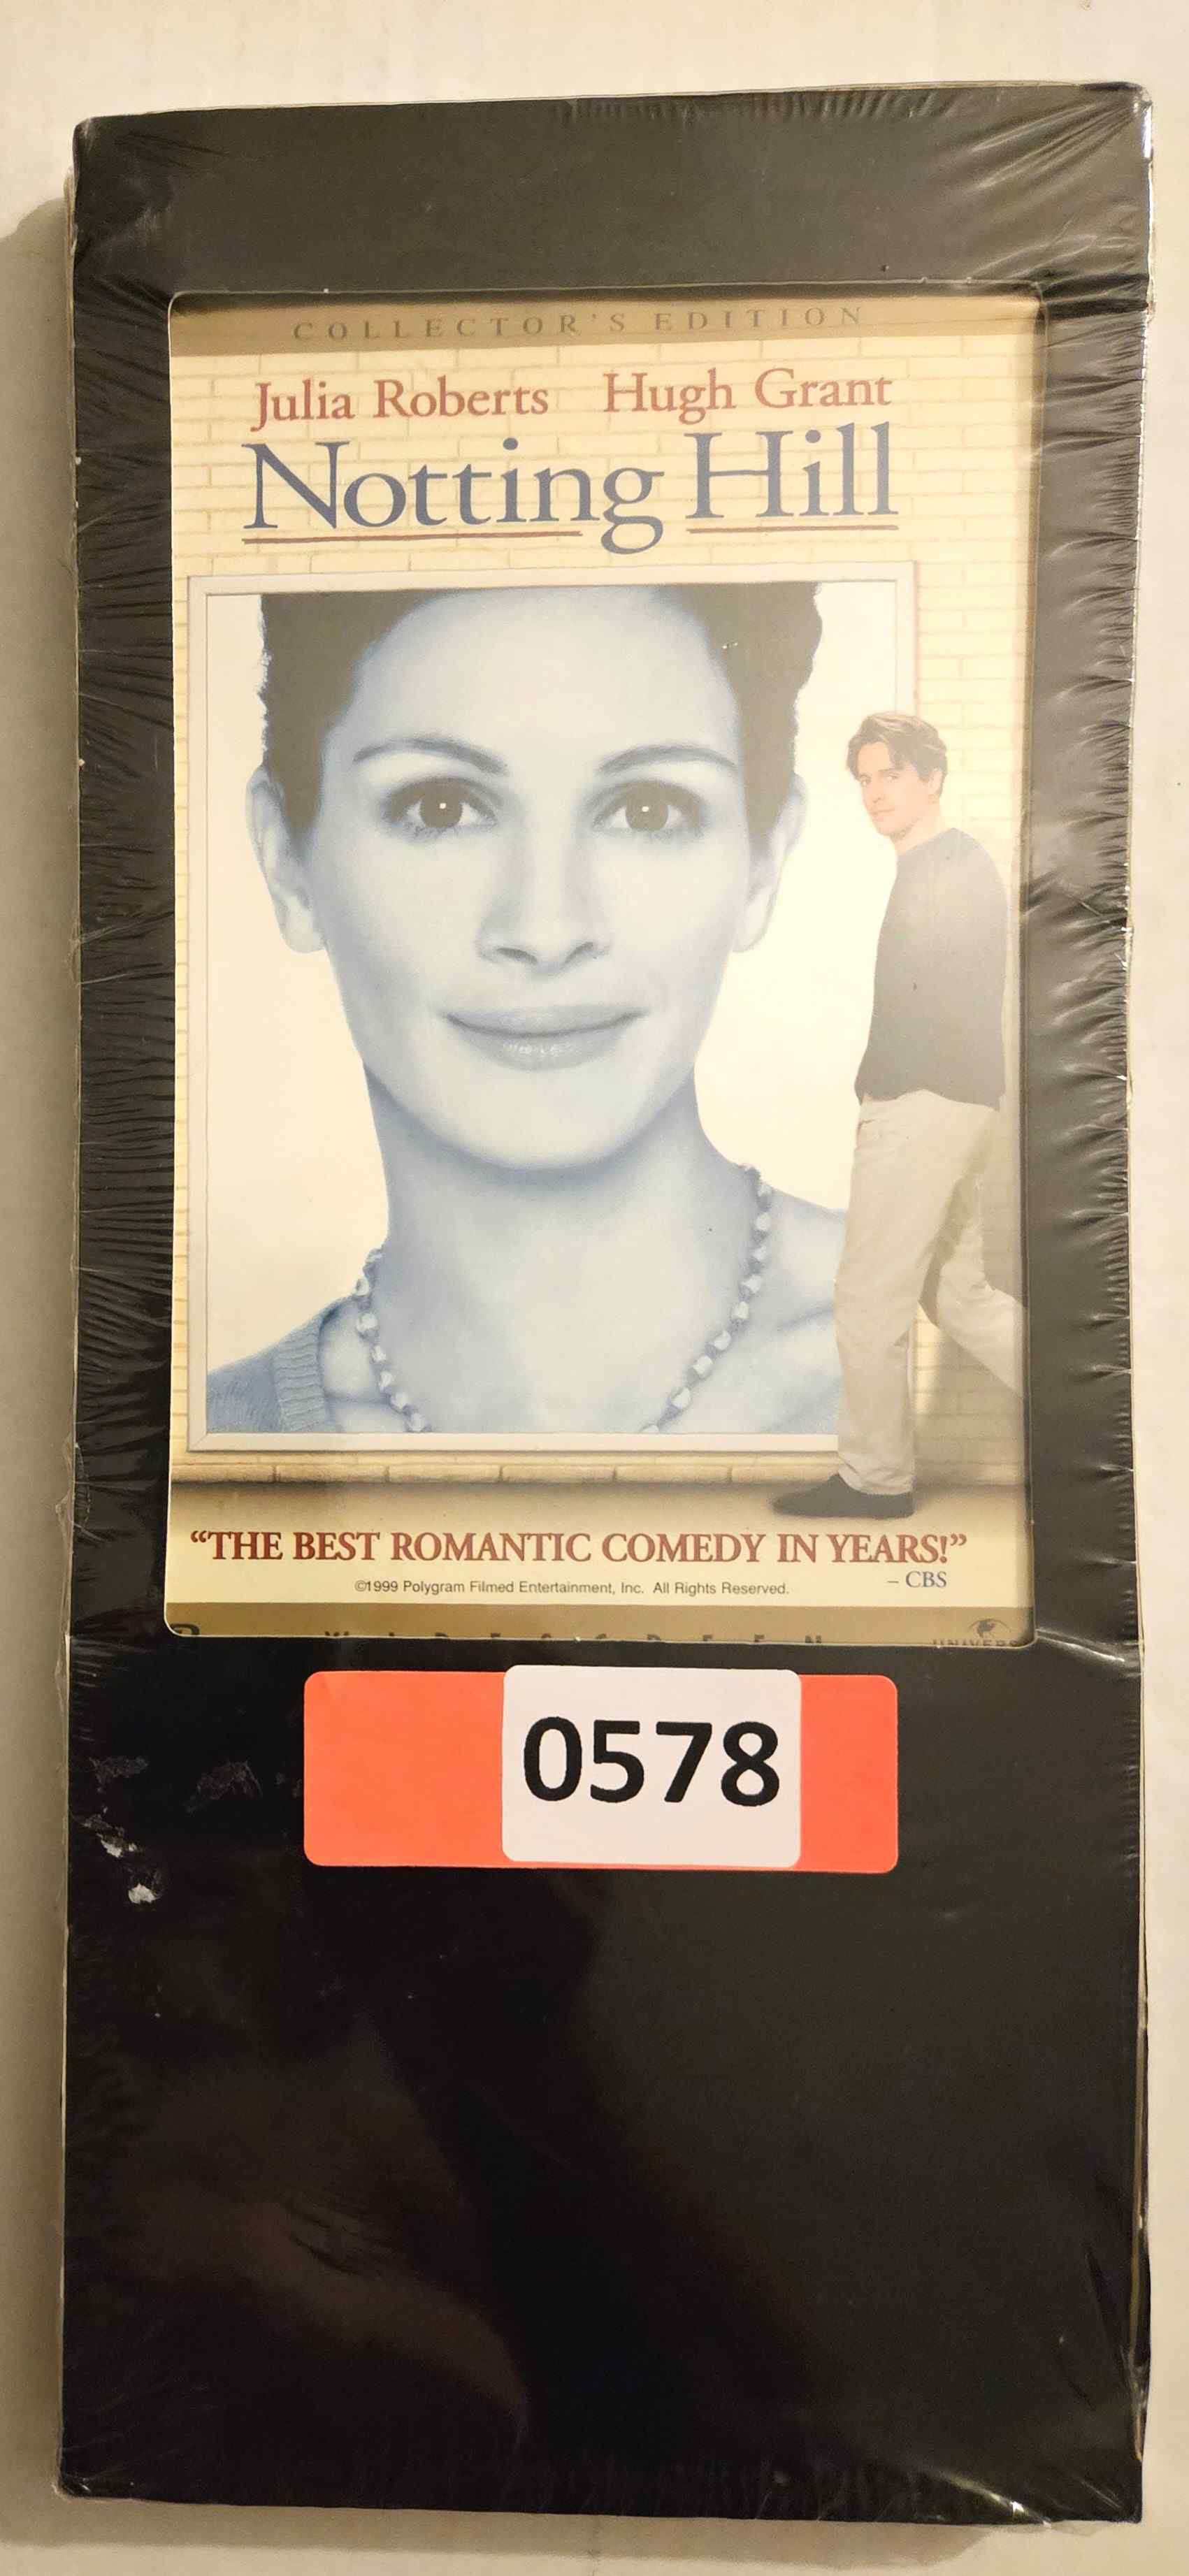 COLLECTOR'S EDITION
Julia Roberts Hugh Grant
Notting Hill
“THE BEST ROMANTIC COMEDY IN YEARS!”
– CBS
©1999 Polygram Filmed Entertainment, Inc. All Rights Reserved.
0578